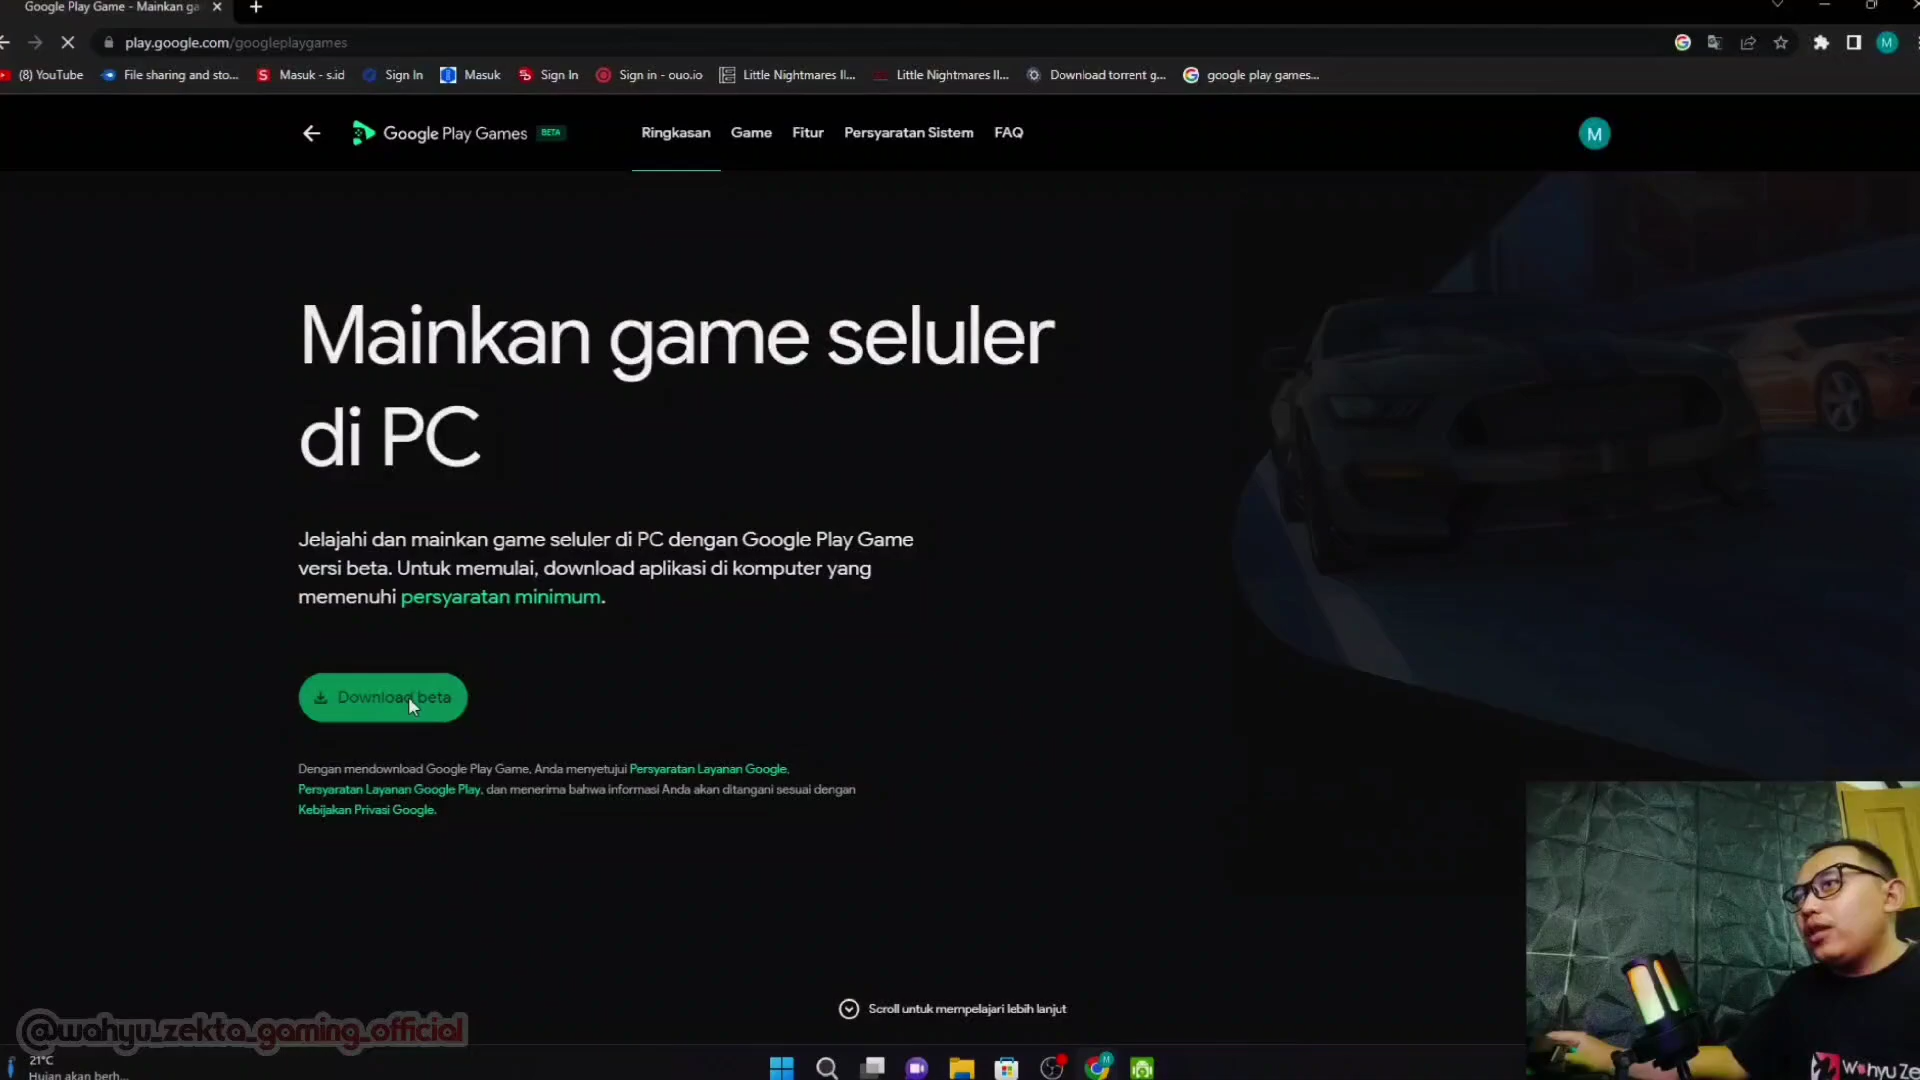 Google Play Game - Mainkan ga
play.google.com/googleplaygames
M
(8) YouTube
File sharing and sto...
Masuk - s.id
Sign In
Masuk
Sign In
Sign in - ouo.io
Little Nightmares II...
Little Nightmares II...
Download torrent g...
google play games...
Google Play Games BETA
Ringkasan
Game
Fitur
Persyaratan Sistem
FAQ
M
Mainkan game seluler
di PC
Jelajahi dan mainkan game seluler di PC dengan Google Play Game
versi beta. Untuk memulai, download aplikasi di komputer yang
memenuhi persyaratan minimum.
Download beta
Dengan mendownload Google Play Game, Anda menyetujui Persyaratan Layanan Google,
Persyaratan Layanan Google Play, dan menerima bahwa informasi Anda akan ditangani sesuai dengan
Kebijakan Privasi Google.
Scroll untuk mempelajari lebih lanjut
@wahyu_zekta_gaming_official
21°C
Hujan akan berh...
Wahyu Ze